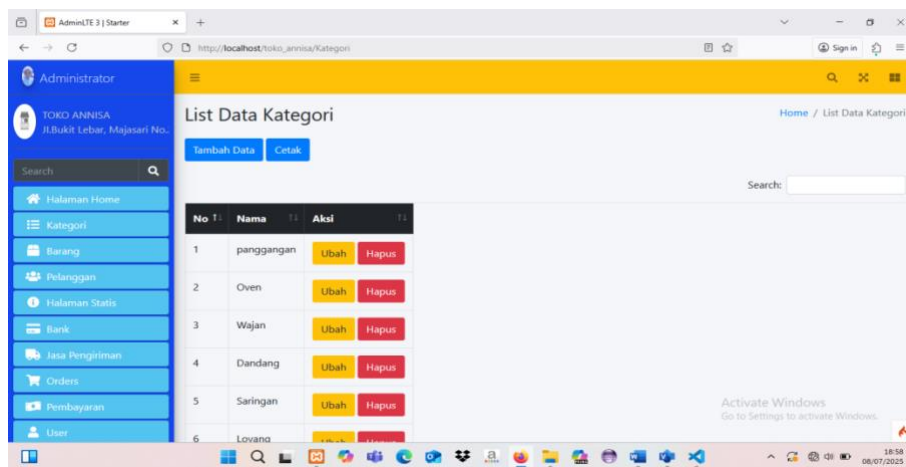 AdminLTE 3 | Starter
http://localhost/toko_annisa/Kategori
Sign in
Administrator
TOKO ANNISA
Jl.Bukit Lebar, Majasari No..
Search
Halaman Home
Kategori
Barang
Pelanggan
Halaman Statis
Bank
Jasa Pengiriman
Orders
Pembayaran
User
List Data Kategori
Home / List Data Kategori
Tambah Data Cetak
Search:
No Nama Aksi
1 panggangan Ubah Hapus
2 Oven Ubah Hapus
3 Wajan Ubah Hapus
4 Dandang Ubah Hapus
5 Saringan Ubah Hapus
6 Loyang Ubah Hapus
Activate Windows
Go to Settings to activate Windows.
18:58
08/07/2025